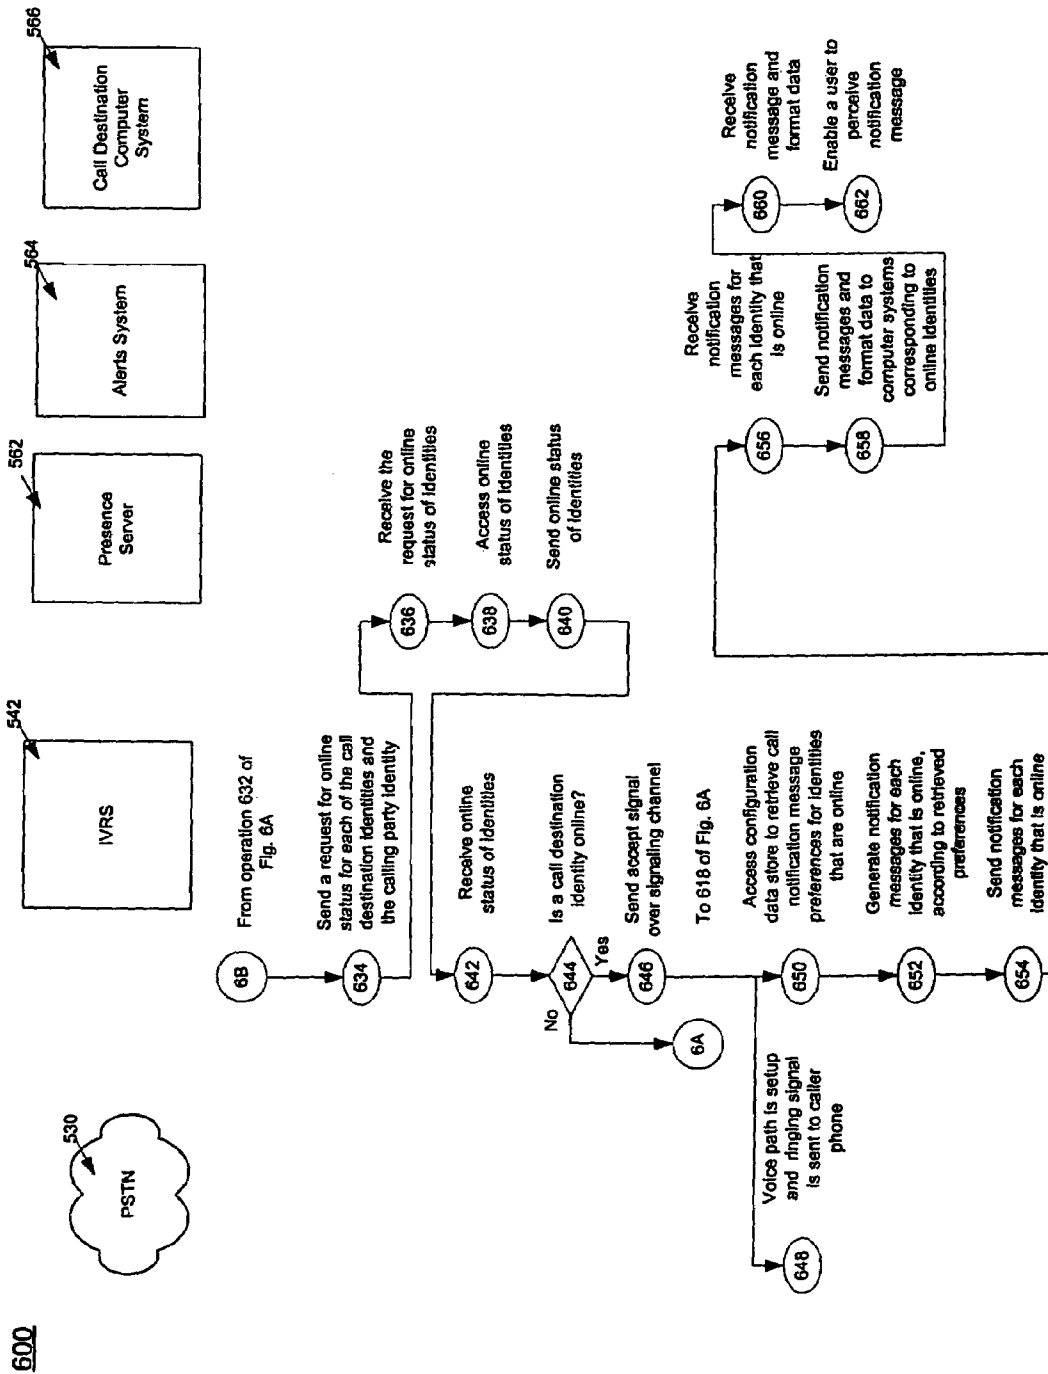 600
530
PSTN
542
IVRS
562
Presence
Server
564
Alerts System
566
Call Destination
Computer
System
6B
From operation 632 of
Fig. 6A
634
Send a request for online
status for each of the call
destination identities and
the calling party identity
636
Receive the
request for online
status of identities
638
Access online
status of identities
640
Send online status
of identities
642
Receive online
status of identities
644
Is a call destination
identity online?
No
Yes
6A
646
Send accept signal
over signaling channel
To 618 of Fig. 6A
648
Voice path is setup
and ringing signal
is sent to caller
phone
650
Access configuration
data store to retrieve call
notification message
preferences for identities
that are online
652
Generate notification
messages for each
identity that is online,
according to retrieved
preferences
654
Send notification
messages for each
identity that is online
656
Receive
notification
messages for
each identity that
is online
658
Send notification
messages and
format data to
computer systems
corresponding to
online identities
660
Receive
notification
message and
format data
662
Enable a user to
perceive
notification
message